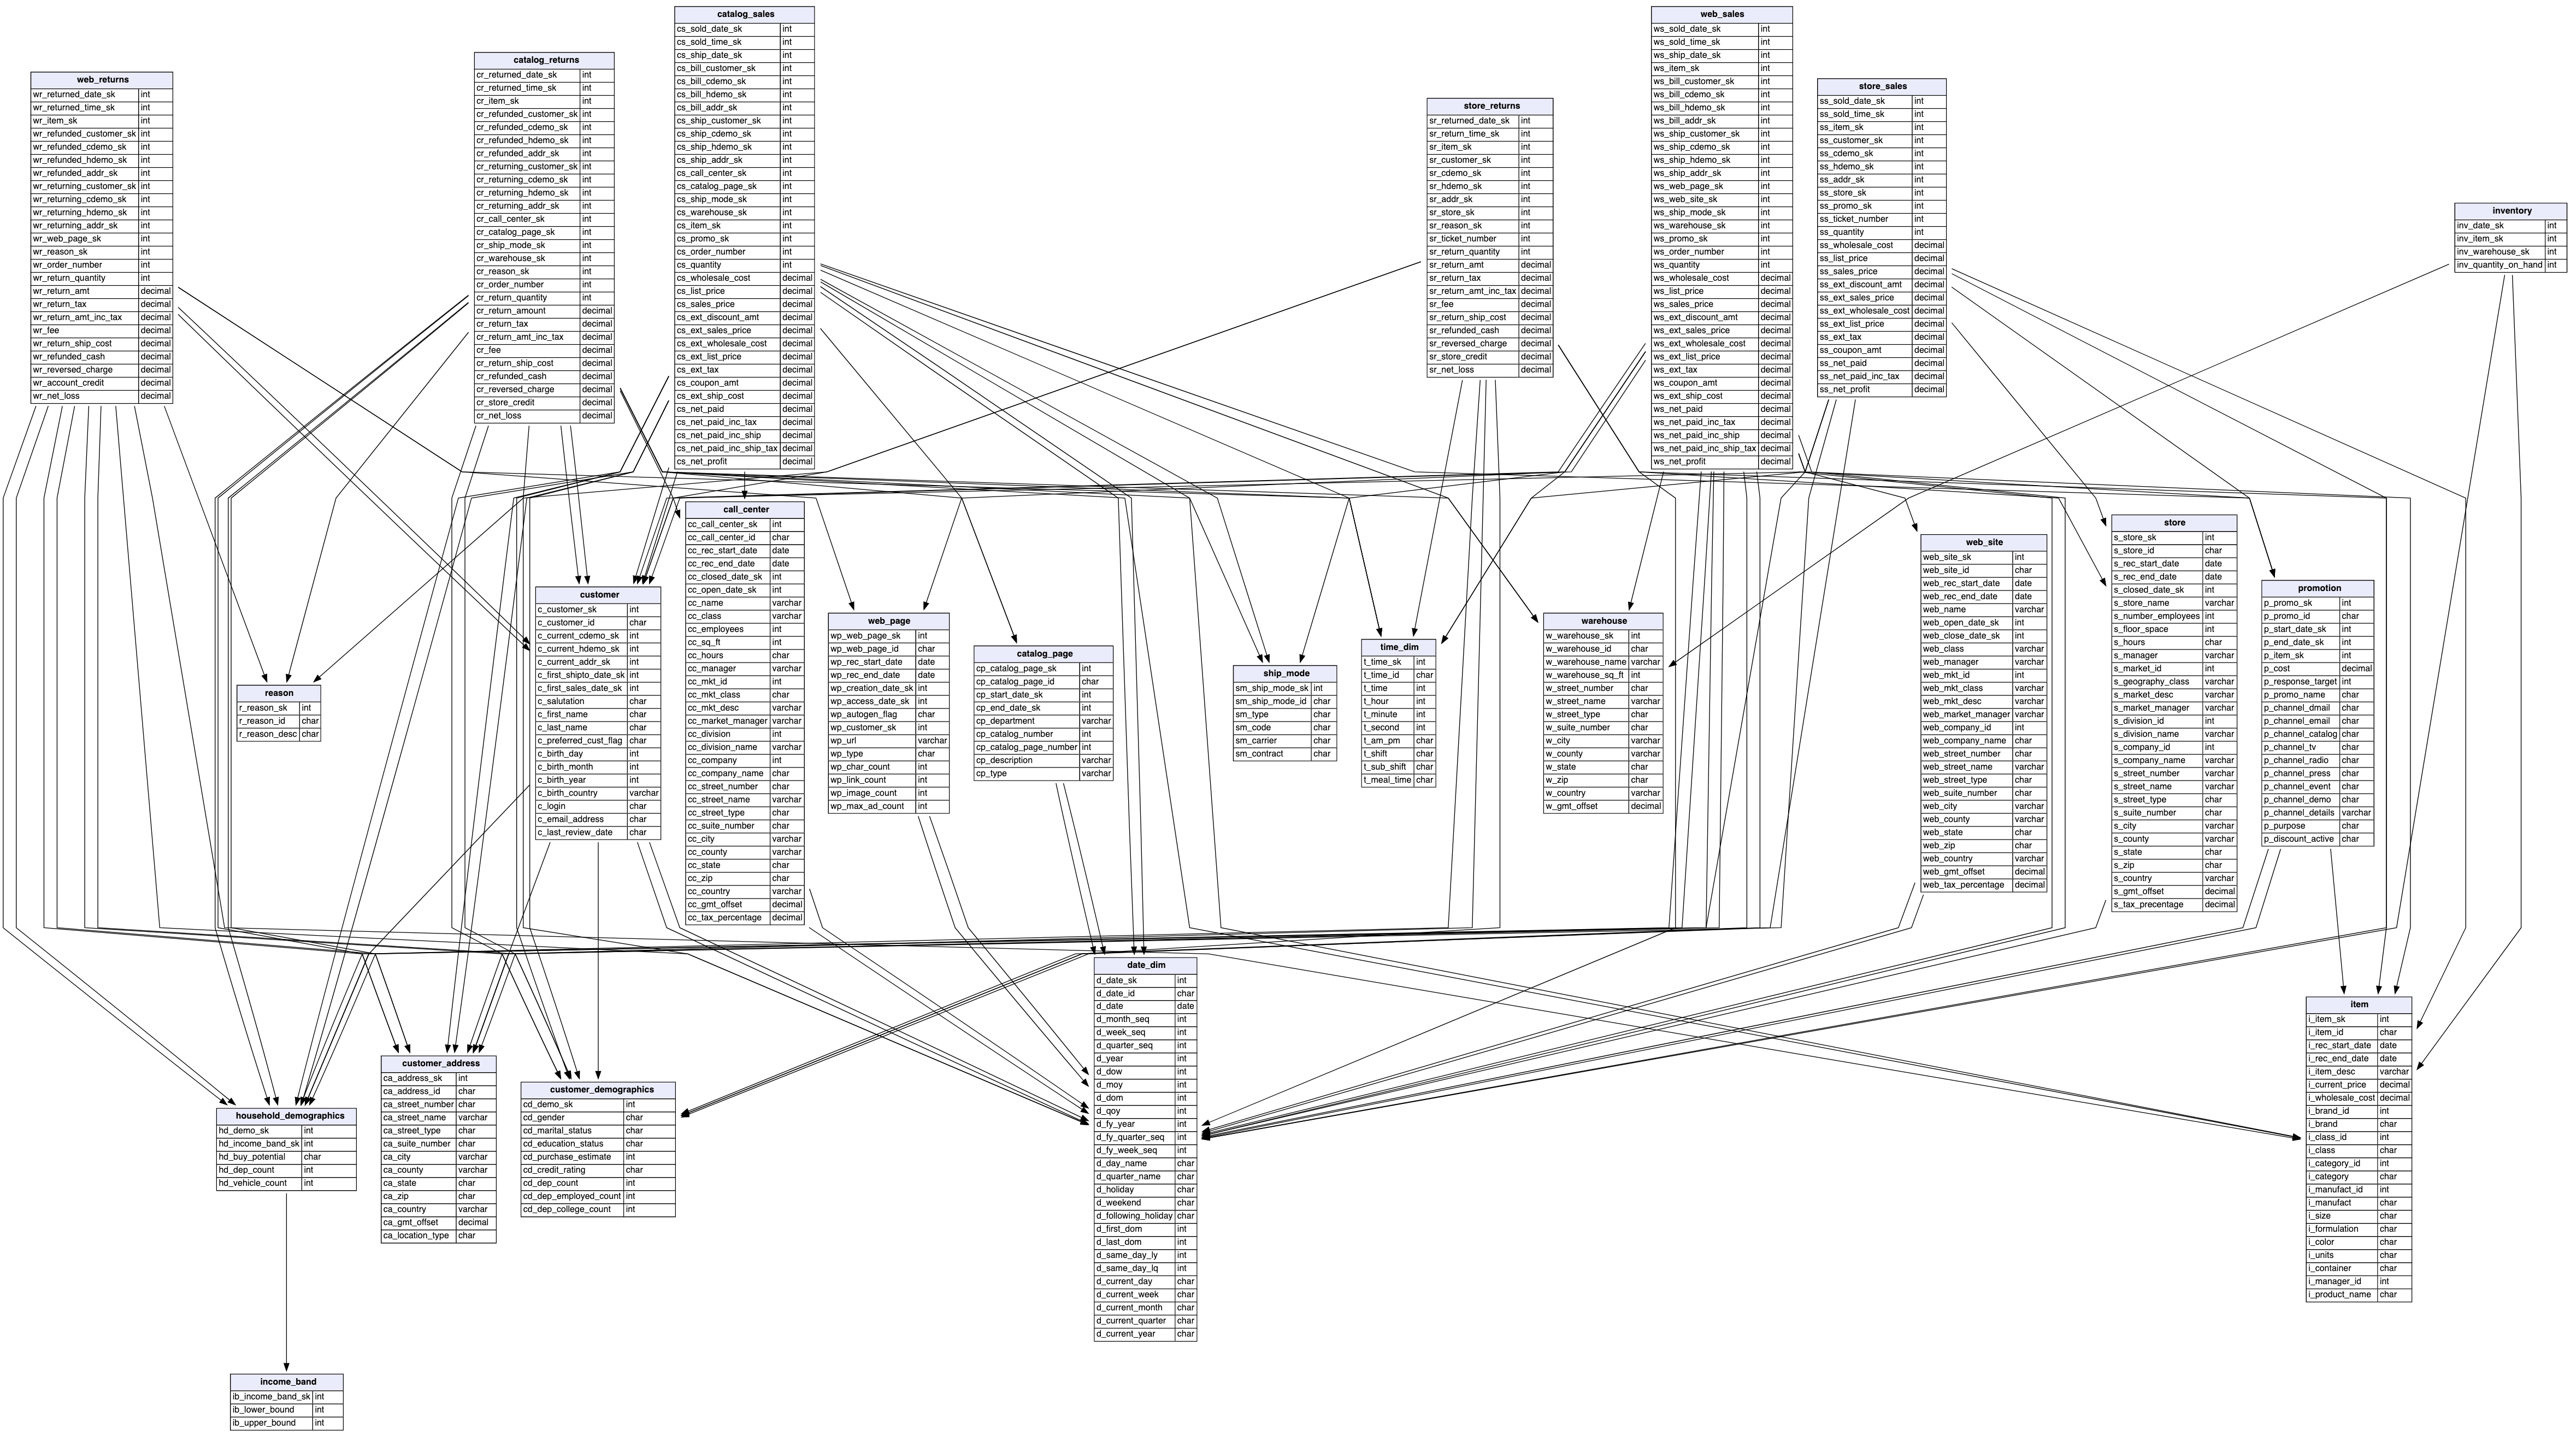 catalog_sales
cs_sold_date_sk int
cs_sold_time_sk int
cs_ship_date_sk int
cs_bill_customer_sk int
cs_bill_cdemo_sk int
cs_bill_hdemo_sk int
cs_bill_addr_sk int
cs_ship_customer_sk int
cs_ship_cdemo_sk int
cs_ship_hdemo_sk int
cs_ship_addr_sk int
cs_call_center_sk int
cs_catalog_page_sk int
cs_ship_mode_sk int
cs_warehouse_sk int
cs_item_sk int
cs_promo_sk int
cs_order_number int
cs_quantity int
cs_wholesale_cost decimal
cs_list_price decimal
cs_sales_price decimal
cs_ext_discount_amt decimal
cs_ext_sales_price decimal
cs_ext_wholesale_cost decimal
cs_ext_list_price decimal
cs_ext_tax decimal
cs_coupon_amt decimal
cs_ext_ship_cost decimal
cs_net_paid decimal
cs_net_paid_inc_tax decimal
cs_net_paid_inc_ship decimal
cs_net_paid_inc_ship_tax decimal
cs_net_profit decimal
web_sales
ws_sold_date_sk int
ws_sold_time_sk int
ws_ship_date_sk int
ws_item_sk int
ws_bill_customer_sk int
ws_bill_cdemo_sk int
ws_bill_hdemo_sk int
ws_bill_addr_sk int
ws_ship_customer_sk int
ws_ship_cdemo_sk int
ws_ship_hdemo_sk int
ws_ship_addr_sk int
ws_web_page_sk int
ws_web_site_sk int
ws_ship_mode_sk int
ws_warehouse_sk int
ws_promo_sk int
ws_order_number int
ws_quantity int
ws_wholesale_cost decimal
ws_list_price decimal
ws_sales_price decimal
ws_ext_discount_amt decimal
ws_ext_sales_price decimal
ws_ext_wholesale_cost decimal
ws_ext_list_price decimal
ws_ext_tax decimal
ws_coupon_amt decimal
ws_ext_ship_cost decimal
ws_net_paid decimal
ws_net_paid_inc_tax decimal
ws_net_paid_inc_ship decimal
ws_net_paid_inc_ship_tax decimal
ws_net_profit decimal
catalog_returns
cr_returned_date_sk int
cr_returned_time_sk int
cr_item_sk int
cr_refunded_customer_sk int
cr_refunded_cdemo_sk int
cr_refunded_hdemo_sk int
cr_refunded_addr_sk int
cr_returning_customer_sk int
cr_returning_cdemo_sk int
cr_returning_hdemo_sk int
cr_returning_addr_sk int
cr_call_center_sk int
cr_catalog_page_sk int
cr_ship_mode_sk int
cr_warehouse_sk int
cr_reason_sk int
cr_order_number int
cr_return_quantity int
cr_return_amount decimal
cr_return_tax decimal
cr_return_amt_inc_tax decimal
cr_fee decimal
cr_return_ship_cost decimal
cr_refunded_cash decimal
cr_reversed_charge decimal
cr_store_credit decimal
cr_net_loss decimal
web_returns
wr_returned_date_sk int
wr_returned_time_sk int
wr_item_sk int
wr_refunded_customer_sk int
wr_refunded_cdemo_sk int
wr_refunded_hdemo_sk int
wr_refunded_addr_sk int
wr_returning_customer_sk int
wr_returning_cdemo_sk int
wr_returning_hdemo_sk int
wr_returning_addr_sk int
wr_web_page_sk int
wr_reason_sk int
wr_order_number int
wr_return_quantity int
wr_return_amt decimal
wr_return_tax decimal
wr_return_amt_inc_tax decimal
wr_fee decimal
wr_return_ship_cost decimal
wr_refunded_cash decimal
wr_reversed_charge decimal
wr_account_credit decimal
wr_net_loss decimal
store_sales
ss_sold_date_sk int
ss_sold_time_sk int
ss_item_sk int
ss_customer_sk int
ss_cdemo_sk int
ss_hdemo_sk int
ss_addr_sk int
ss_store_sk int
ss_promo_sk int
ss_ticket_number int
ss_quantity int
ss_wholesale_cost decimal
ss_list_price decimal
ss_sales_price decimal
ss_ext_discount_amt decimal
ss_ext_sales_price decimal
ss_ext_wholesale_cost decimal
ss_ext_list_price decimal
ss_ext_tax decimal
ss_coupon_amt decimal
ss_net_paid decimal
ss_net_paid_inc_tax decimal
ss_net_profit decimal
store_returns
sr_returned_date_sk int
sr_return_time_sk int
sr_item_sk int
sr_customer_sk int
sr_cdemo_sk int
sr_hdemo_sk int
sr_addr_sk int
sr_store_sk int
sr_reason_sk int
sr_ticket_number int
sr_return_quantity int
sr_return_amt decimal
sr_return_tax decimal
sr_return_amt_inc_tax decimal
sr_fee decimal
sr_return_ship_cost decimal
sr_refunded_cash decimal
sr_reversed_charge decimal
sr_store_credit decimal
sr_net_loss decimal
inventory
inv_date_sk int
inv_item_sk int
inv_warehouse_sk int
inv_quantity_on_hand int
call_center
cc_call_center_sk int
cc_call_center_id char
cc_rec_start_date date
cc_rec_end_date date
cc_closed_date_sk int
cc_open_date_sk int
cc_name varchar
cc_class varchar
cc_employees int
cc_sq_ft int
cc_hours char
cc_manager varchar
cc_mkt_id int
cc_mkt_class char
cc_mkt_desc varchar
cc_market_manager varchar
cc_division int
cc_division_name varchar
cc_company int
cc_company_name char
cc_street_number char
cc_street_name varchar
cc_street_type char
cc_suite_number char
cc_city varchar
cc_county varchar
cc_state char
cc_zip char
cc_country varchar
cc_gmt_offset decimal
cc_tax_percentage decimal
store
s_store_sk int
s_store_id char
s_rec_start_date date
s_rec_end_date date
s_closed_date_sk int
s_store_name varchar
s_number_employees int
s_floor_space int
s_hours char
s_manager varchar
s_market_id int
s_geography_class varchar
s_market_desc varchar
s_market_manager varchar
s_division_id int
s_division_name varchar
s_company_id int
s_company_name varchar
s_street_number varchar
s_street_name varchar
s_street_type char
s_suite_number char
s_city varchar
s_county varchar
s_state char
s_zip char
s_country varchar
s_gmt_offset decimal
s_tax_precentage decimal
web_site
web_site_sk int
web_site_id char
web_rec_start_date date
web_rec_end_date date
web_name varchar
web_open_date_sk int
web_close_date_sk int
web_class varchar
web_manager varchar
web_mkt_id int
web_mkt_class varchar
web_mkt_desc varchar
web_market_manager varchar
web_company_id int
web_company_name char
web_street_number char
web_street_name varchar
web_street_type char
web_suite_number char
web_city varchar
web_county varchar
web_state char
web_zip char
web_country varchar
web_gmt_offset decimal
web_tax_percentage decimal
promotion
p_promo_sk int
p_promo_id char
p_start_date_sk int
p_end_date_sk int
p_item_sk int
p_cost decimal
p_response_target int
p_promo_name char
p_channel_dmail char
p_channel_email char
p_channel_catalog char
p_channel_tv char
p_channel_radio char
p_channel_press char
p_channel_event char
p_channel_demo char
p_channel_details varchar
p_purpose char
p_discount_active char
customer
c_customer_sk int
c_customer_id char
c_current_cdemo_sk int
c_current_hdemo_sk int
c_current_addr_sk int
c_first_shipto_date_sk int
c_first_sales_date_sk int
c_salutation char
c_first_name char
c_last_name char
c_preferred_cust_flag char
c_birth_day int
c_birth_month int
c_birth_year int
c_birth_country varchar
c_login char
c_email_address char
c_last_review_date char
web_page
wp_web_page_sk int
wp_web_page_id char
wp_rec_start_date date
wp_rec_end_date date
wp_creation_date_sk int
wp_access_date_sk int
wp_autogen_flag char
wp_customer_sk int
wp_url varchar
wp_type char
wp_char_count int
wp_link_count int
wp_image_count int
wp_max_ad_count int
warehouse
w_warehouse_sk int
w_warehouse_id char
w_warehouse_name varchar
w_warehouse_sq_ft int
w_street_number char
w_street_name varchar
w_street_type char
w_suite_number char
w_city varchar
w_county varchar
w_state char
w_zip char
w_country varchar
w_gmt_offset decimal
time_dim
t_time_sk int
t_time_id char
t_time int
t_hour int
t_minute int
t_second int
t_am_pm char
t_shift char
t_sub_shift char
t_meal_time char
catalog_page
cp_catalog_page_sk int
cp_catalog_page_id char
cp_start_date_sk int
cp_end_date_sk int
cp_department varchar
cp_catalog_number int
cp_catalog_page_number int
cp_description varchar
cp_type varchar
ship_mode
sm_ship_mode_sk int
sm_ship_mode_id char
sm_type char
sm_code char
sm_carrier char
sm_contract char
reason
r_reason_sk int
r_reason_id char
r_reason_desc char
date_dim
d_date_sk int
d_date_id char
d_date date
d_month_seq int
d_week_seq int
d_quarter_seq int
d_year int
d_dow int
d_moy int
d_dom int
d_qoy int
d_fy_year int
d_fy_quarter_seq int
d_fy_week_seq int
d_day_name char
d_quarter_name char
d_holiday char
d_weekend char
d_following_holiday char
d_first_dom int
d_last_dom int
d_same_day_ly int
d_same_day_lq int
d_current_day char
d_current_week char
d_current_month char
d_current_quarter char
d_current_year char
item
i_item_sk int
i_item_id char
i_rec_start_date date
i_rec_end_date date
i_item_desc varchar
i_current_price decimal
i_wholesale_cost decimal
i_brand_id int
i_brand char
i_class_id int
i_class char
i_category_id int
i_category char
i_manufact_id int
i_manufact char
i_size char
i_formulation char
i_color char
i_units char
i_container char
i_manager_id int
i_product_name char
customer_address
ca_address_sk int
ca_address_id char
ca_street_number char
ca_street_name varchar
ca_street_type char
ca_suite_number char
ca_city varchar
ca_county varchar
ca_state char
ca_zip char
ca_country varchar
ca_gmt_offset decimal
ca_location_type char
customer_demographics
cd_demo_sk int
cd_gender char
cd_marital_status char
cd_education_status char
cd_purchase_estimate int
cd_credit_rating char
cd_dep_count int
cd_dep_employed_count int
cd_dep_college_count int
household_demographics
hd_demo_sk int
hd_income_band_sk int
hd_buy_potential char
hd_dep_count int
hd_vehicle_count int
income_band
ib_income_band_sk int
ib_lower_bound int
ib_upper_bound int